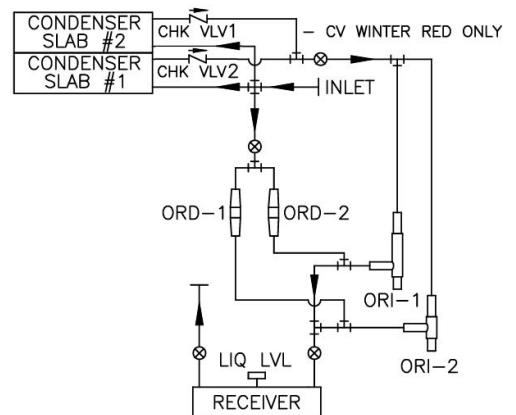 CONDENSER
SLAB #2
CHK VLV1
– CV WINTER RED ONLY
CONDENSER
SLAB #1
CHK VLV2
INLET
ORD–1
ORD–2
ORI–1
ORI–2
LIQ LVL
RECEIVER